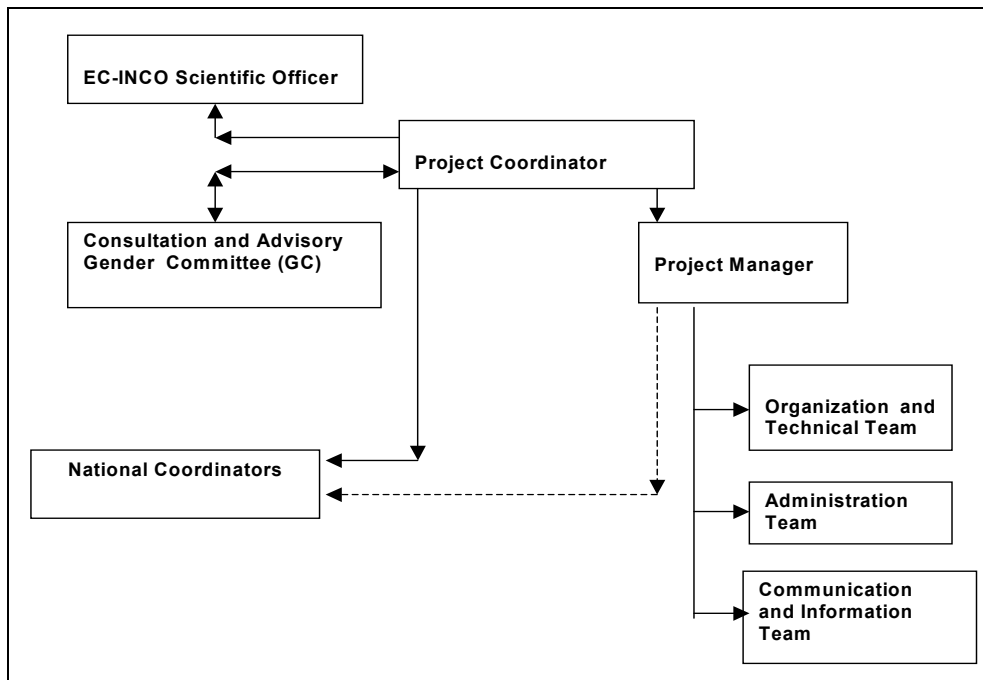 EC-INCO Scientific Officer
Project Coordinator
Consultation and Advisory
Gender Committee (GC)
Project Manager
Organization and
Technical Team
National Coordinators
Administration
Team
Communication
and Information
Team